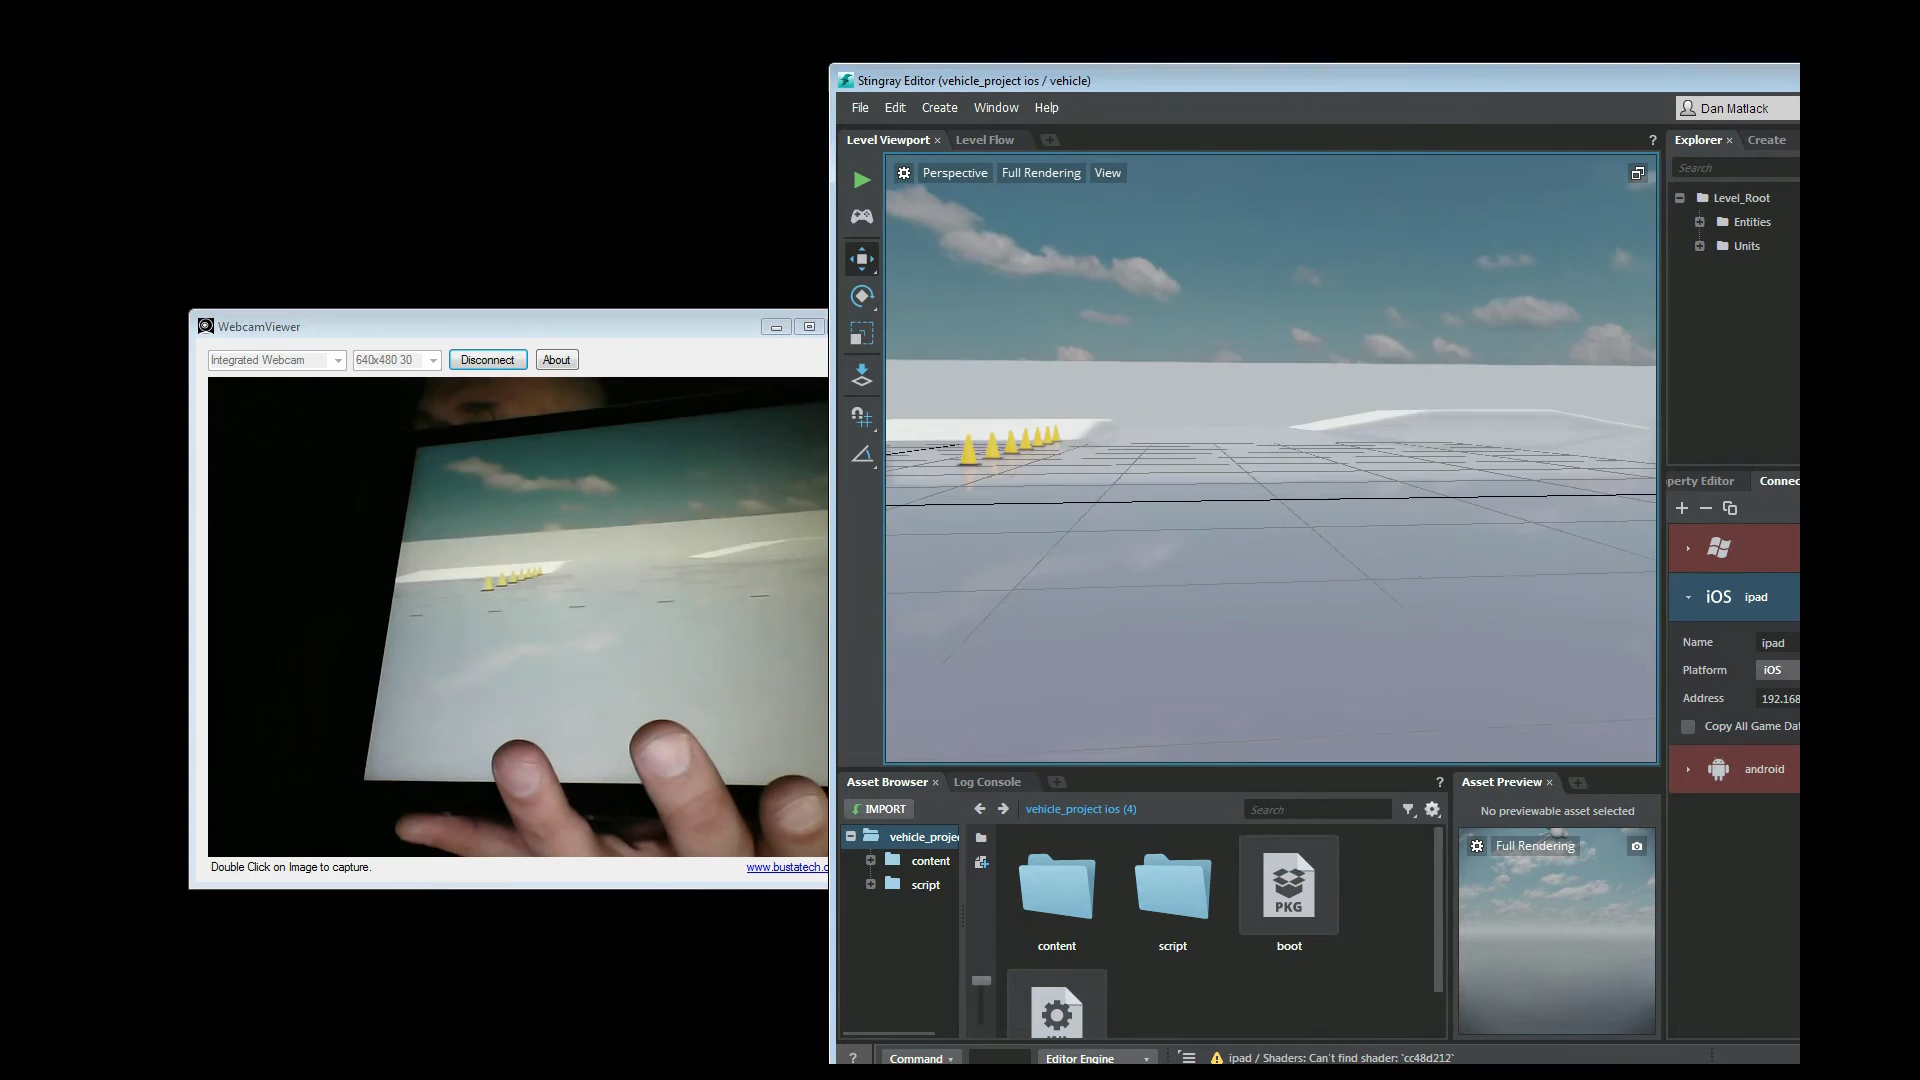 Stingray Editor (vehicle_project ios / vehicle)
File Edit Create Window Help
Dan Matlack
Level Viewport Level Flow
?
Explorer Create
Perspective Full Rendering View
Search
Level_Root
Entities
Units
WebcamViewer
Integrated Webcam 640x480 30 Disconnect About
Double Click on Image to capture.
www.bustatech.c
perty Editor Connec
iOS ipad
Name ipad
Platform iOS
Address 192.168
Copy All Game Dat
android
Asset Browser Log Console
?
Asset Preview
IMPORT
vehicle_project ios (4)
Search
No previewable asset selected
Full Rendering
vehicle_proje
content
script
PKG
content
script
boot
?
Command
Editor Engine
ipad / Shaders: Can't find shader: `cc48d212`